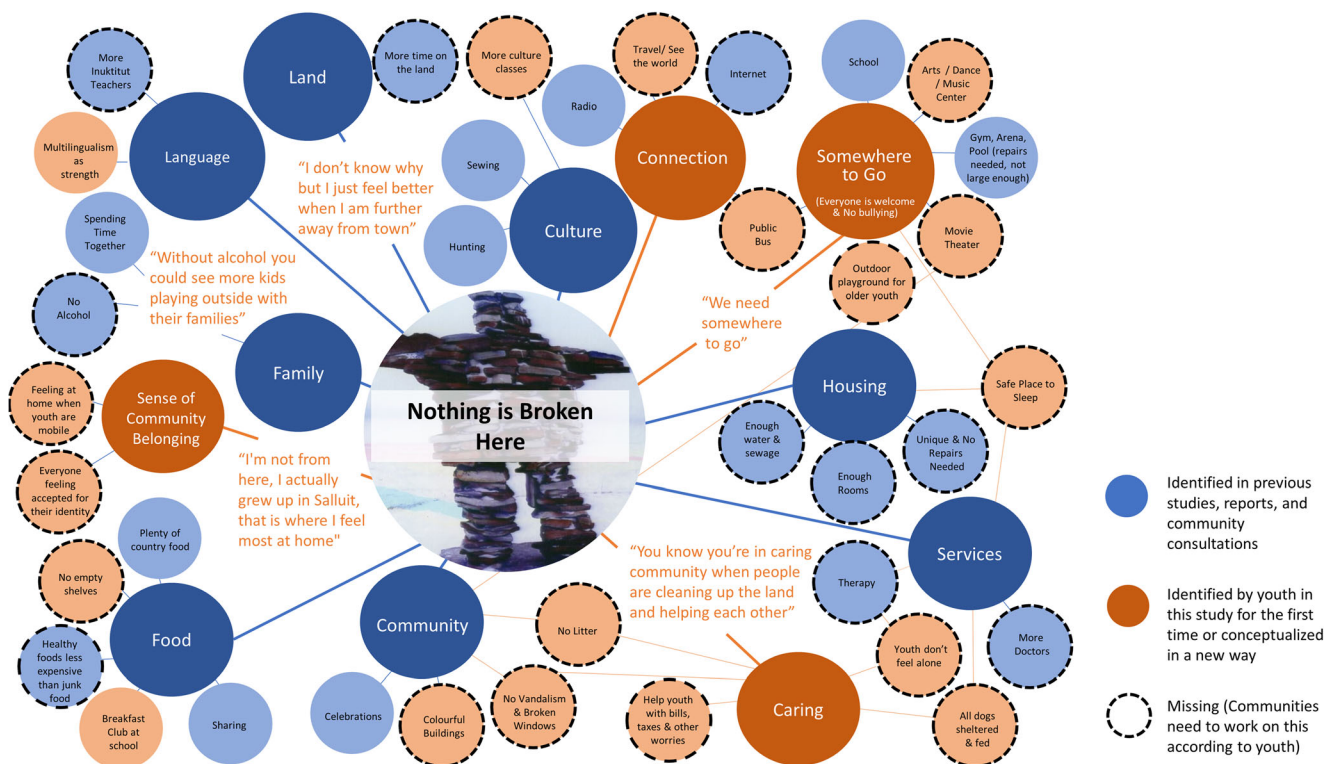 More
Inuktitut
Teachers
Land
More time on
the land
More culture
classes
Travel/ See
the world
Internet
Radio
School
Arts / Dance
/ Music
Center
Multilingualism
as
strength
Language
"I don't know why
but I just feel better
when I am further
away from town"
Sewing
Connection
Somewhere
to Go
(Everyone is welcome
& No bullying)
Gym, Arena,
Pool (repairs
needed, not
large enough)
Spending
Time
Together
Culture
Hunting
Public
Bus
Movie
Theater
"Without alcohol you
could see more kids
playing outside with
their families"
Outdoor
playground for
older youth
No
Alcohol
"We need
somewhere
to go"
Family
Housing
Safe Place to
Sleep
Feeling at
home when
youth are
mobile
Sense of
Community
Belonging
Nothing is Broken
Here
Enough
water &
sewage
Enough
Rooms
Unique & No
Repairs
Needed
Everyone
feeling
accepted for
their identity
"I'm not from
here, I actually
grew up in Salluit,
that is where I feel
most at home"
Identified in previous
studies, reports, and
community
consultations
Plenty of
country food
"You know you're in caring
community when people
are cleaning up the land
and helping each other"
Services
No empty
shelves
Therapy
Food
Community
No Litter
Identified by youth in
this study for the first
time or conceptualized
in a new way
Healthy
foods less
expensive
than junk
food
Youth don't
feel alone
More
Doctors
Breakfast
Club at
school
Sharing
Celebrations
Colourful
Buildings
No Vandalism
& Broken
Windows
Help youth
with bills,
taxes & other
worries
Caring
All dogs
sheltered
& fed
Missing (Communities
need to work on this
according to youth)